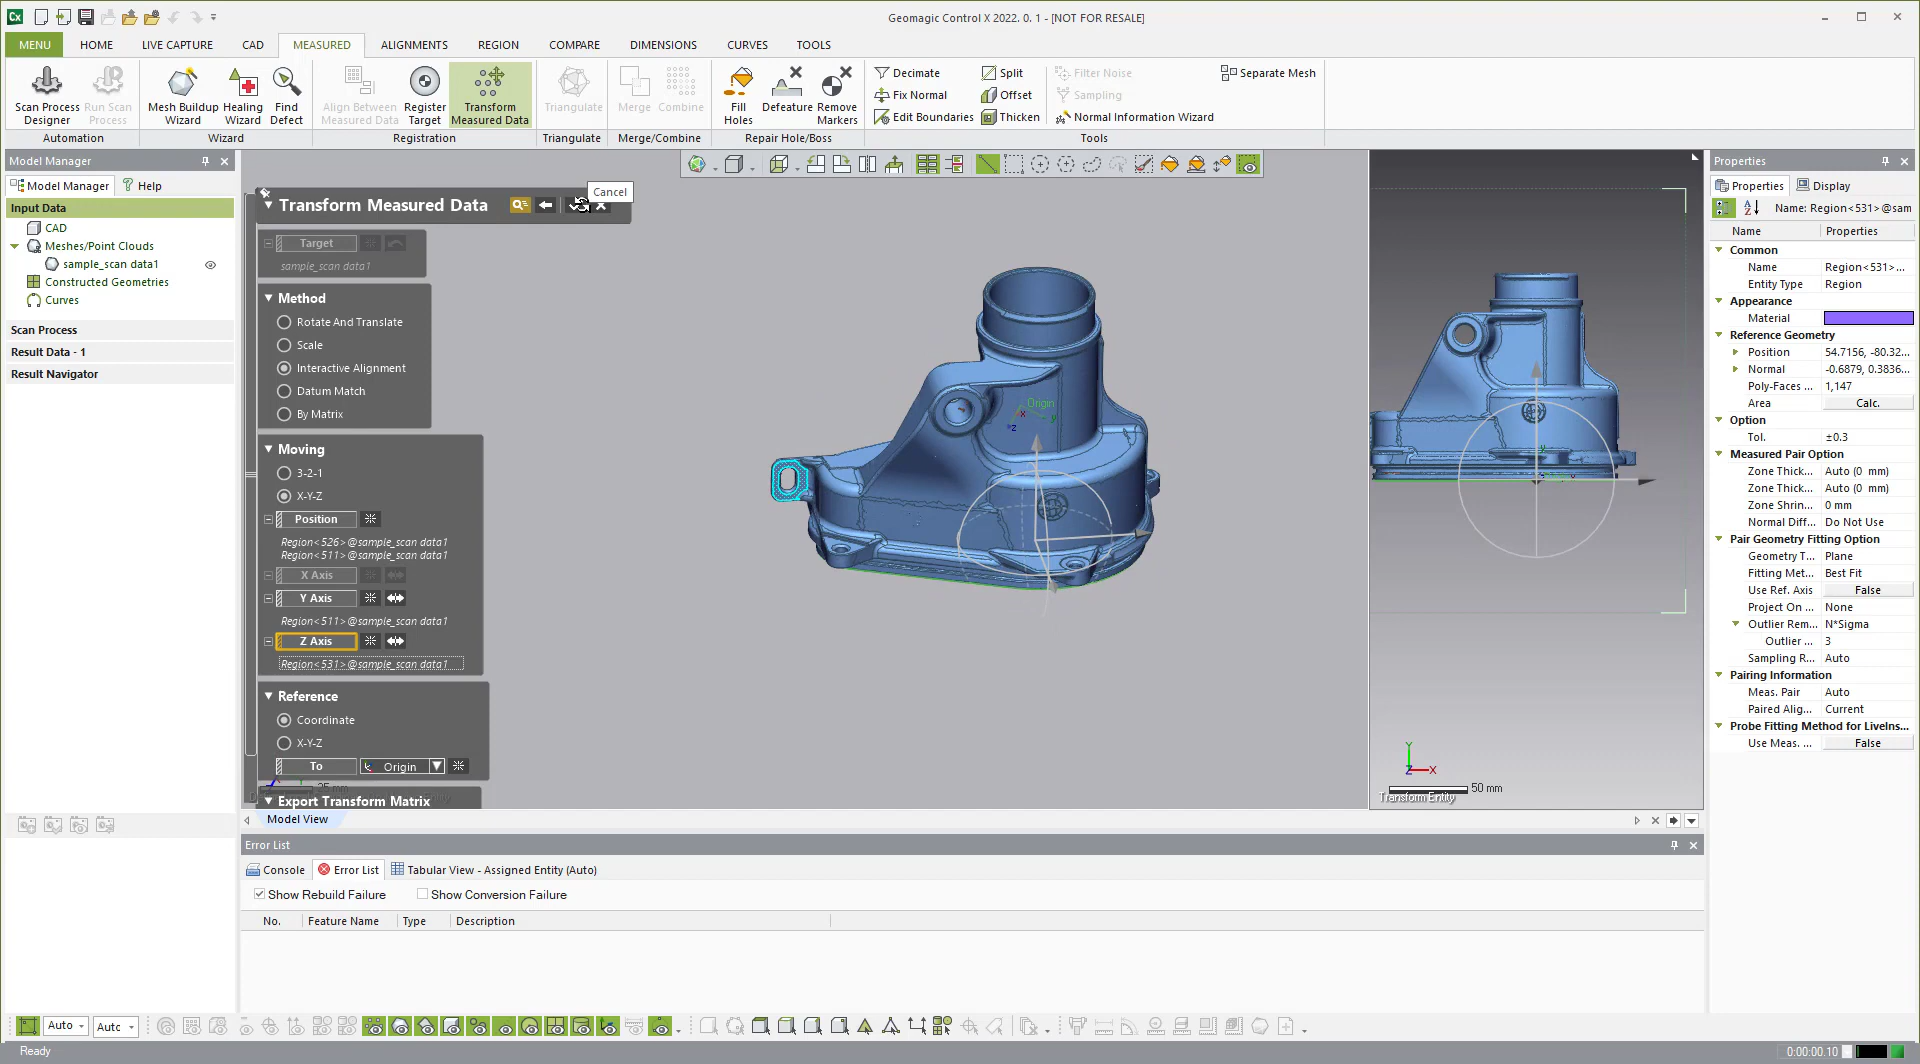 Geomagic Control X 2022. 0. 1 - [NOT FOR RESALE]
MENU HOME LIVE CAPTURE CAD MEASURED ALIGNMENTS REGION COMPARE DIMENSIONS CURVES TOOLS
Scan Process Designer
Run Scan Process
Mesh Buildup Wizard
Healing Wizard
Find Defect
Align Between Measured Data
Register Target
Transform Measured Data
Triangulate
Merge
Combine
Fill Holes
Defeature
Remove Markers
Decimate
Fix Normal
Edit Boundaries
Split
Offset
Thicken
Filter Noise
Sampling
Normal Information Wizard
Separate Mesh
Automation Wizard Registration Triangulate Merge/Combine Repair Hole/Boss Tools
Model Manager
Model Manager Help
Input Data
CAD
Meshes/Point Clouds
sample_scan data1
Constructed Geometries
Curves
Scan Process
Result Data - 1
Result Navigator
Cancel
Transform Measured Data
Target
sample_scan data1
Method
Rotate And Translate
Scale
Interactive Alignment
Datum Match
By Matrix
Moving
3-2-1
X-Y-Z
Position
Region<526>@sample_scan data1
Region<511>@sample_scan data1
X Axis
Y Axis
Region<511>@sample_scan data1
Z Axis
Region<531>@sample_scan data1
Reference
Coordinate
X-Y-Z
To Origin
Export Transform Matrix
Origin
x
y
z
Y
Z X
50 mm
Transform Entity
Model View
Properties
Properties Display
Name: Region<531>@sam
Name Properties
Common
Name Region<531>...
Entity Type Region
Appearance
Material
Reference Geometry
Position 54.7156, -80.32...
Normal -0.6879, 0.3836...
Poly-Faces ... 1,147
Area Calc.
Option
Tol. ±0.3
Measured Pair Option
Zone Thick... Auto (0 mm)
Zone Thick... Auto (0 mm)
Zone Shrin... 0 mm
Normal Diff... Do Not Use
Pair Geometry Fitting Option
Geometry T... Plane
Fitting Met... Best Fit
Use Ref. Axis False
Project On ... None
Outlier Rem... N*Sigma
Outlier ... 3
Sampling R... Auto
Pairing Information
Meas. Pair Auto
Paired Alig... Current
Probe Fitting Method for LiveIns...
Use Meas. ... False
Error List
Console Error List Tabular View - Assigned Entity (Auto)
Show Rebuild Failure Show Conversion Failure
No. Feature Name Type Description
Auto Auto
Ready
0:00:00.10